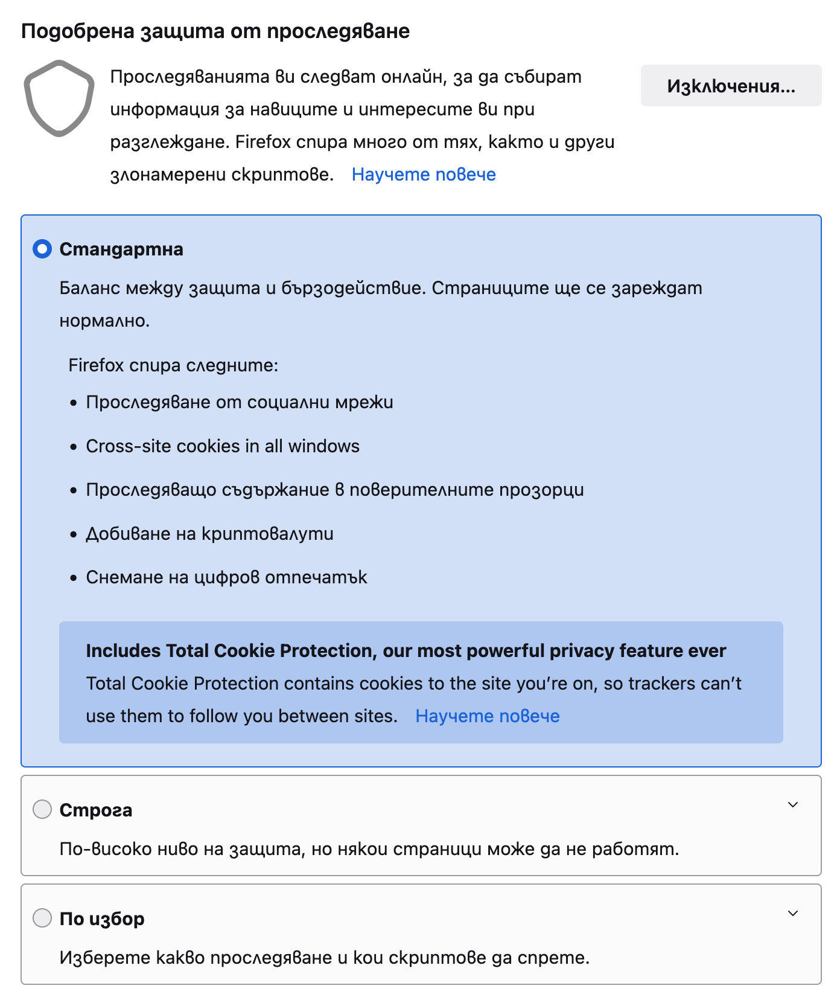 Подобрена защита от проследяване
Проследяванията ви следват онлайн, за да събират
информация за навиците и интересите ви при
разглеждане. Firefox спира много от тях, както и други
злонамерени скриптове. Научете повече
Изключения...
Стандартна
Баланс между защита и бързодействие. Страниците ще се зареждат
нормално.
Firefox спира следните:
• Проследяване от социални мрежи
• Cross-site cookies in all windows
• Проследяващо съдържание в поверителните прозорци
• Добиване на криптовалути
• Снемане на цифров отпечатък
Includes Total Cookie Protection, our most powerful privacy feature ever
Total Cookie Protection contains cookies to the site you’re on, so trackers can’t
use them to follow you between sites. Научете повече
Строга
По-високо ниво на защита, но някои страници може да не работят.
По избор
Изберете какво проследяване и кои скриптове да спрете.